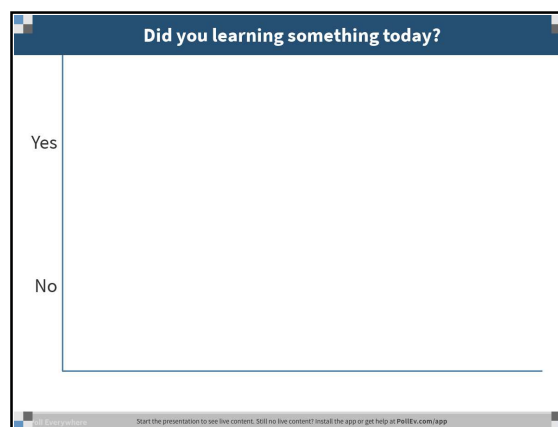 Did you learning something today?
Yes
No
Poll Everywhere
Start the presentation to see live content. Still no live content? Install the app or get help at PollEv.com/app